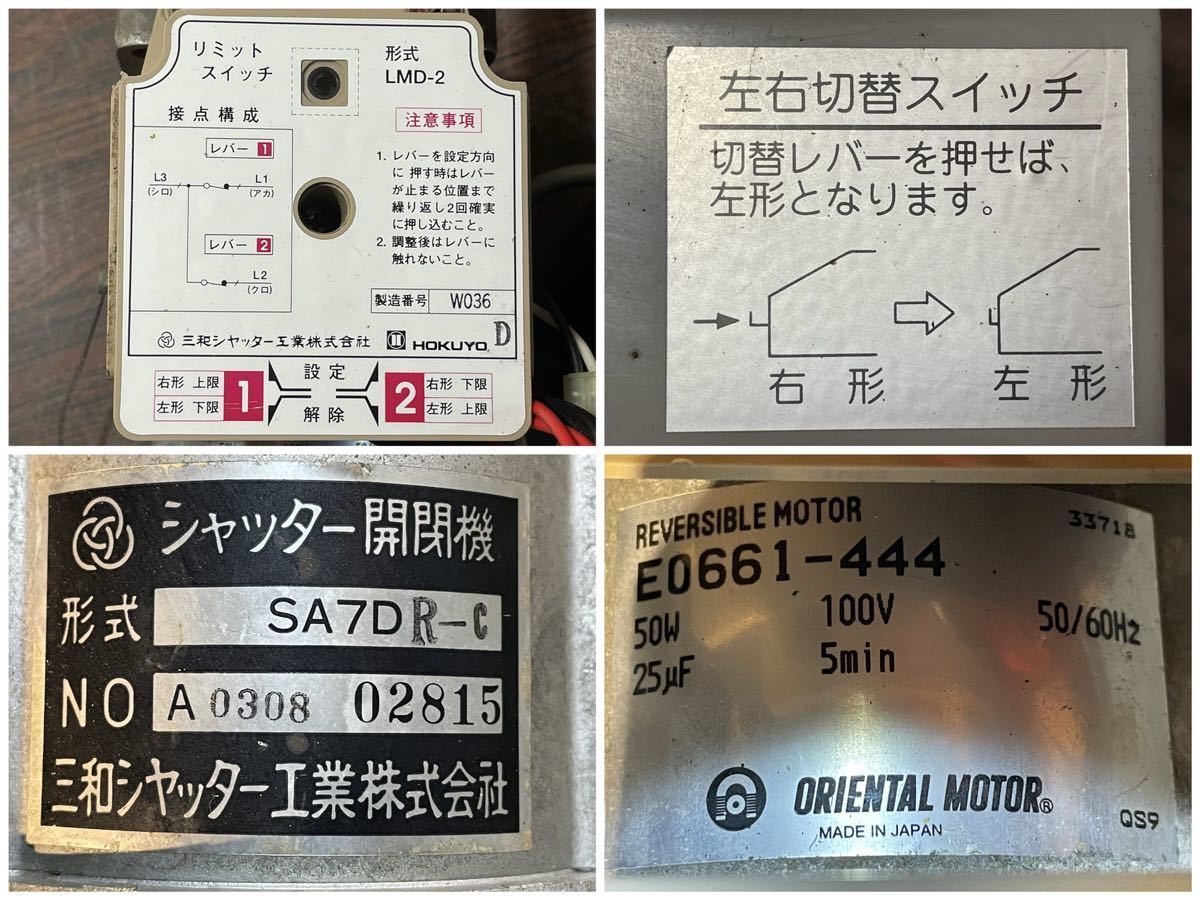 リミット
スイッチ
形式
LMD-2
接点構成
レバー 1
L3
(シロ)
L1
(アカ)
レバー 2
L2
(クロ)
注意事項
1. レバーを設定方向
に押す時はレバー
が止まる位置まで
繰り返し2回確実
に押し込むこと。
2. 調整後はレバーに
触れないこと。
製造番号 W036
三和シヤッター工業株式会社 HOKUYO D
右形 上限
左形 下限
1
設定
解除
2
右形 下限
左形 上限
左右切替スイッチ
切替レバーを押せば、
左形となります。
右形
左形
シャッター開閉機
形式 SA7DR-C
NO A0308 02815
三和シヤッター工業株式会社
REVERSIBLE MOTOR 33718
E0661-444
50W 100V 50/60Hz
25μF 5min
ORIENTAL MOTOR®
MADE IN JAPAN QS9